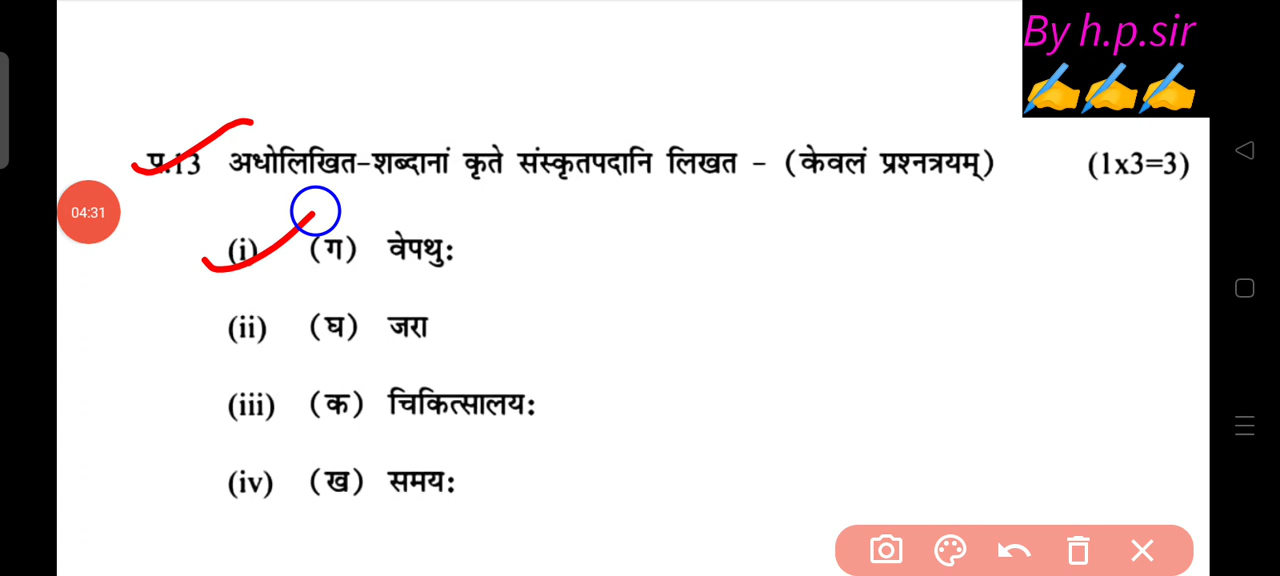 By h.p.sir
प्र.13 अधोलिखित-शब्दानां कृते संस्कृतपदानि लिखत - (केवलं प्रश्नत्रयम्) (1x3=3)
04:31
(i) (ग) वेपथु:
(ii) (घ) जरा
(iii) (क) चिकित्सालय:
(iv) (ख) समय: